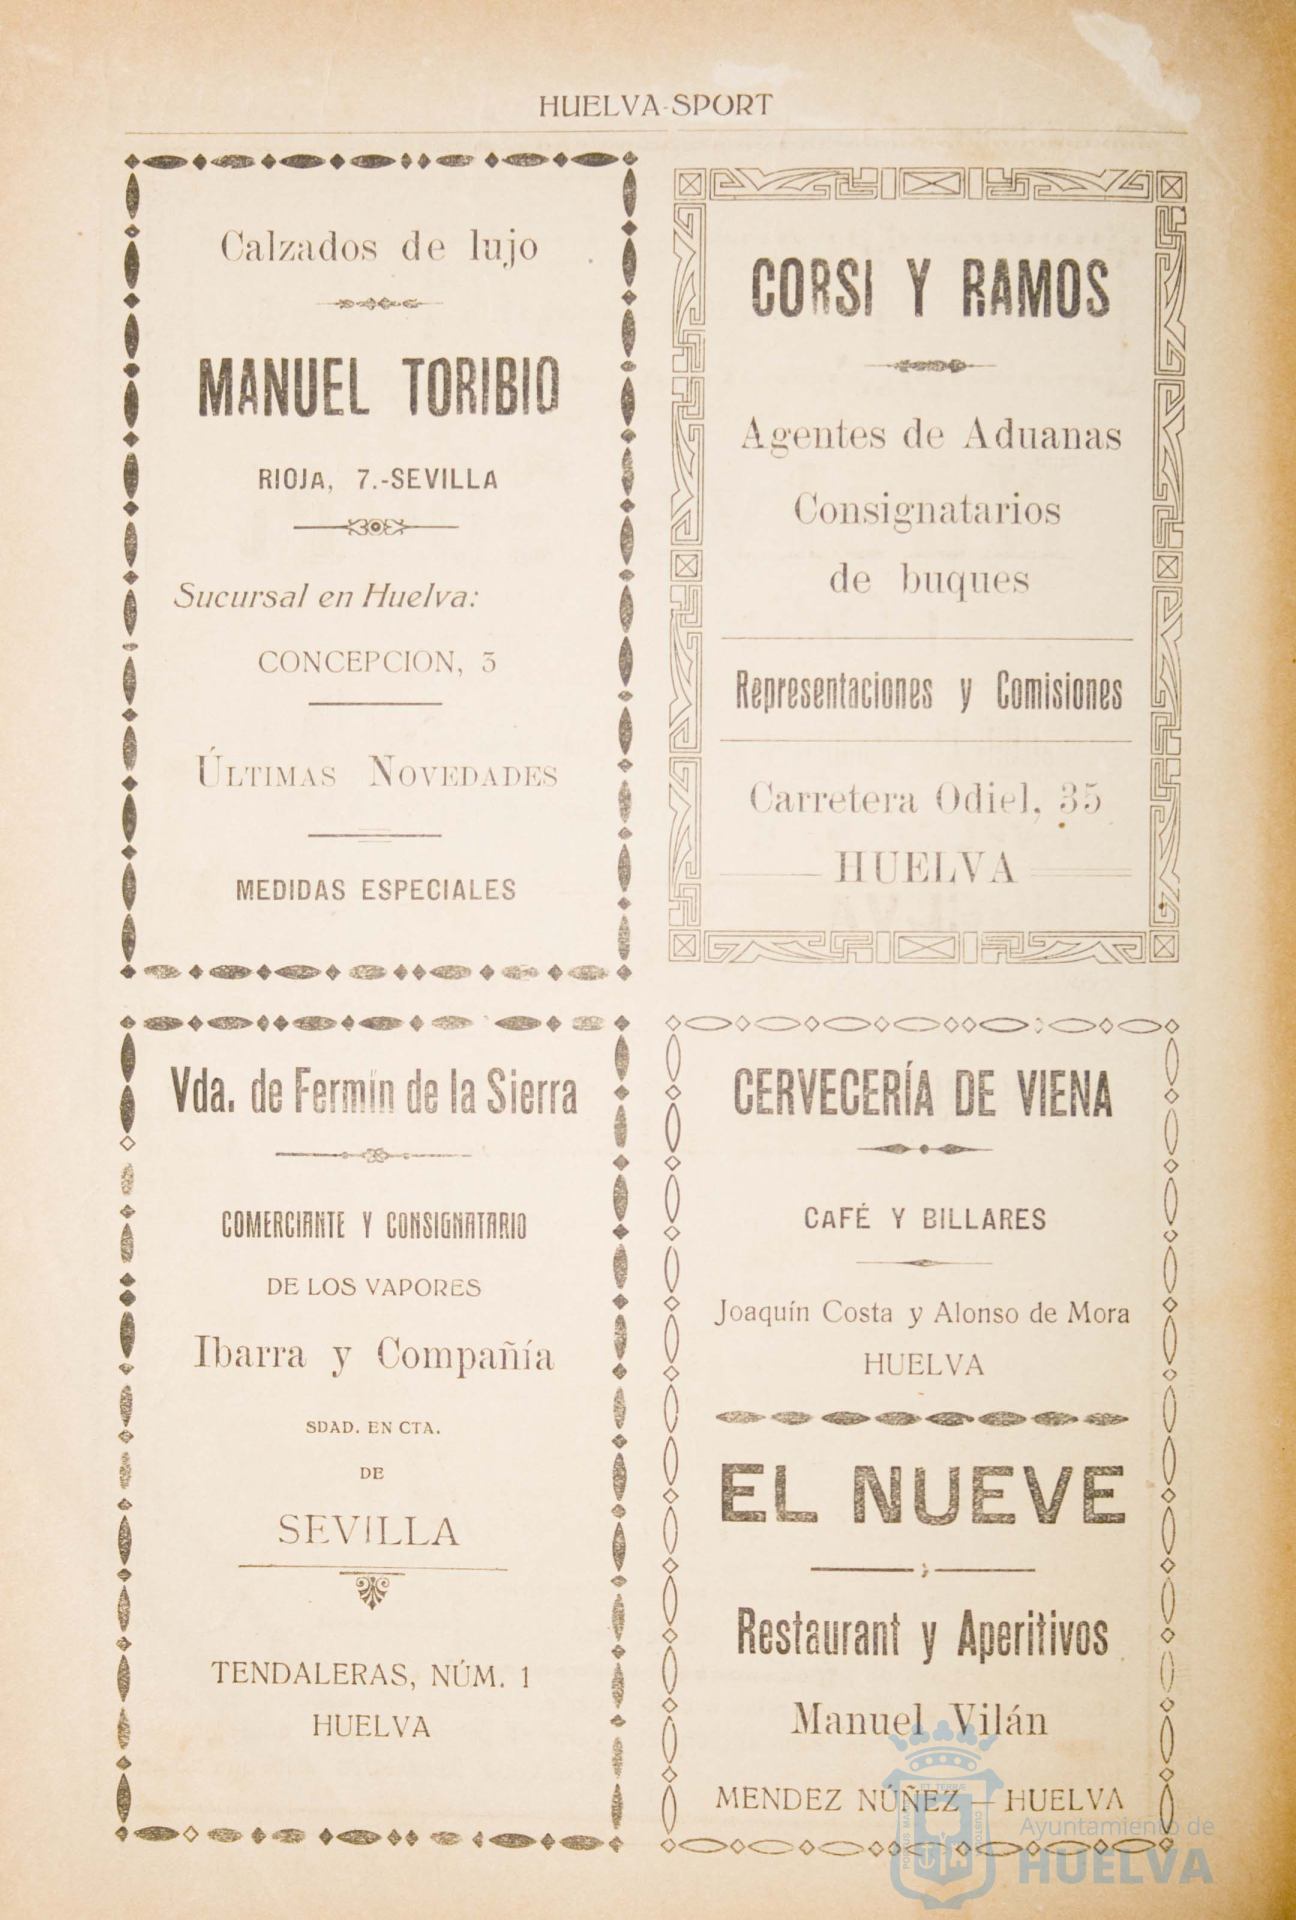 HUELVA-SPORT
Calzados de lujo
MANUEL TORIBIO
RIOJA, 7.-SEVILLA
Sucursal en Huelva:
CONCEPCION, 3
ÚLTIMAS NOVEDADES
MEDIDAS ESPECIALES
CORSI Y RAMOS
Agentes de Aduanas
Consignatarios
de buques
Representaciones y Comisiones
Carretera Odiel, 35
HUELVA
Vda. de Fermín de la Sierra
COMERCIANTE Y CONSIGNATARIO
DE LOS VAPORES
Ibarra y Compañía
SDAD. EN CTA.
DE
SEVILLA
TENDALERAS, NÚM. 1
HUELVA
CERVECERÍA DE VIENA
CAFÉ Y BILLARES
Joaquín Costa y Alonso de Mora
HUELVA
EL NUEVE
Restaurant y Aperitivos
Manuel Vilán
MENDEZ NÚÑEZ — HUELVA
Ayuntamiento de
HUELVA